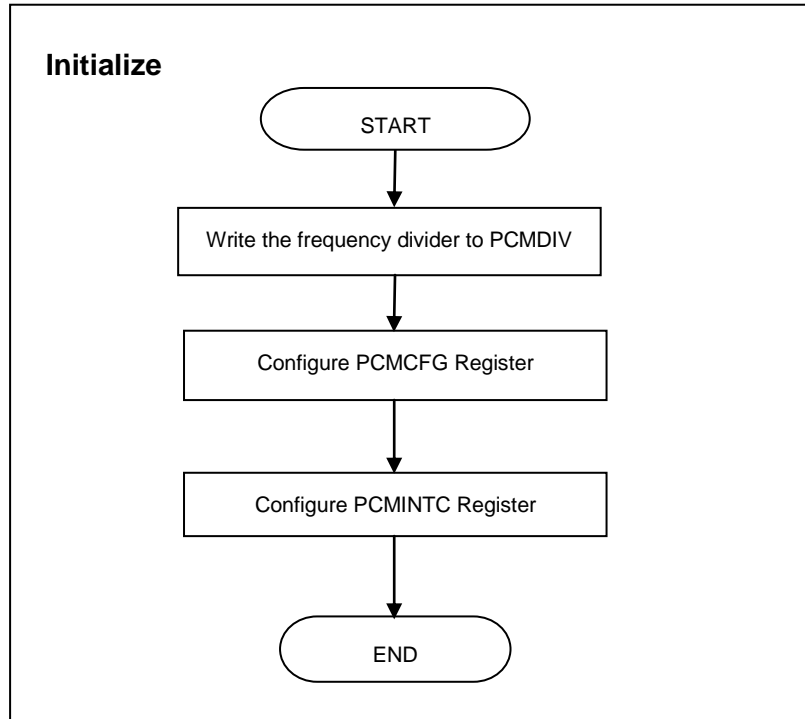 Initialize
START
Write the frequency divider to PCMDIV
Configure PCMCFG Register
Configure PCMINTC Register
END